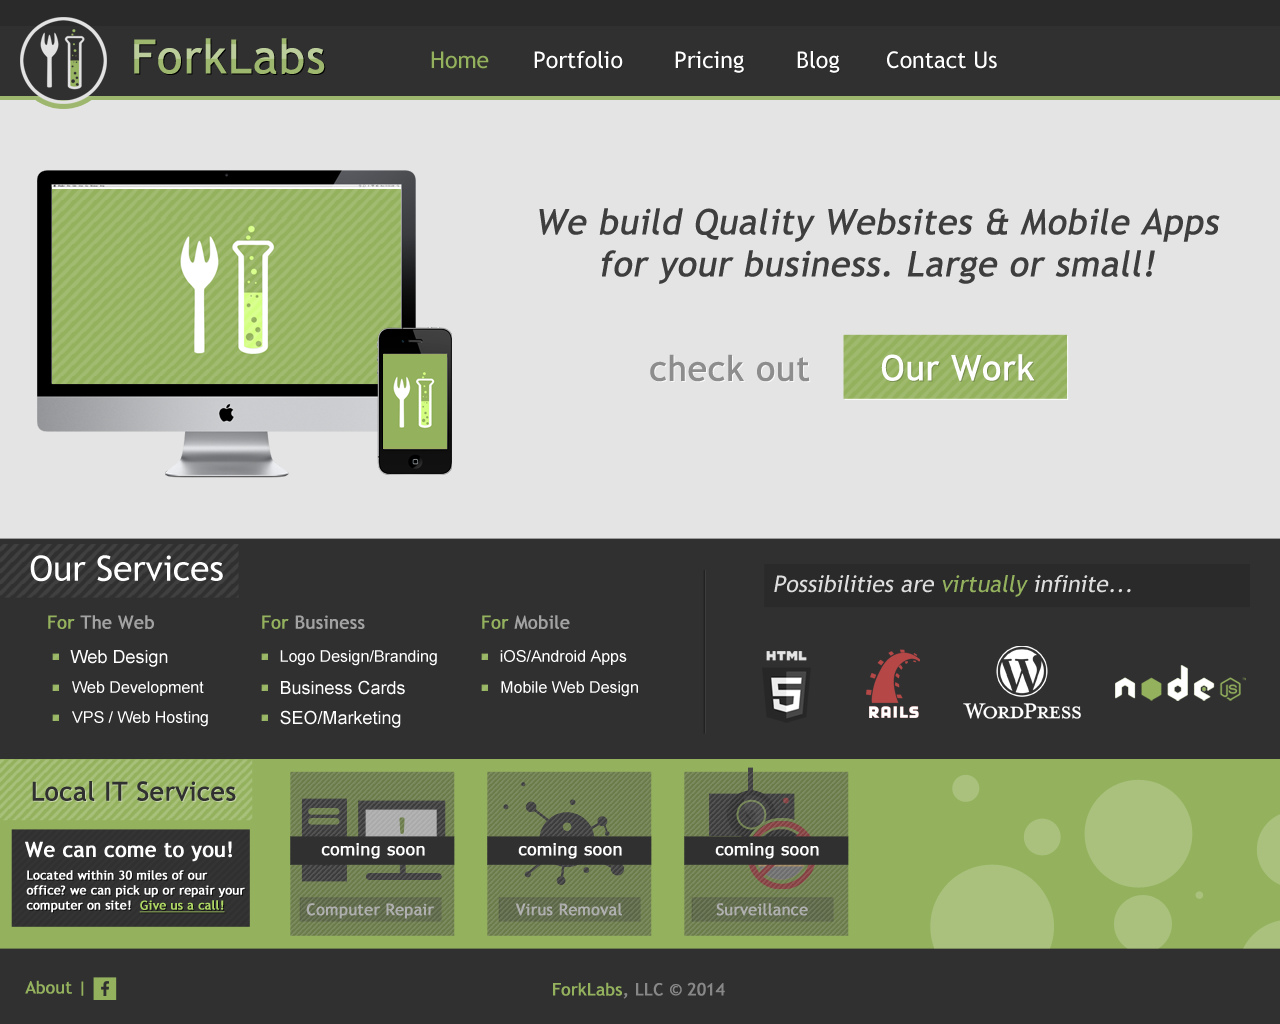 ForkLabs
Home Portfolio Pricing Blog Contact Us
We build Quality Websites & Mobile Apps
for your business. Large or small!
check out Our Work
Our Services
For The Web
Web Design
Web Development
VPS / Web Hosting
For Business
Logo Design/Branding
Business Cards
SEO/Marketing
For Mobile
iOS/Android Apps
Mobile Web Design
Possibilities are virtually infinite...
HTML
5
RAILS
W
WORDPRESS
node
JS
Local IT Services
We can come to you!
Located within 30 miles of our
office? we can pick up or repair your
computer on site! Give us a call!
coming soon
Computer Repair
coming soon
Virus Removal
coming soon
Surveillance
About | f
ForkLabs, LLC © 2014